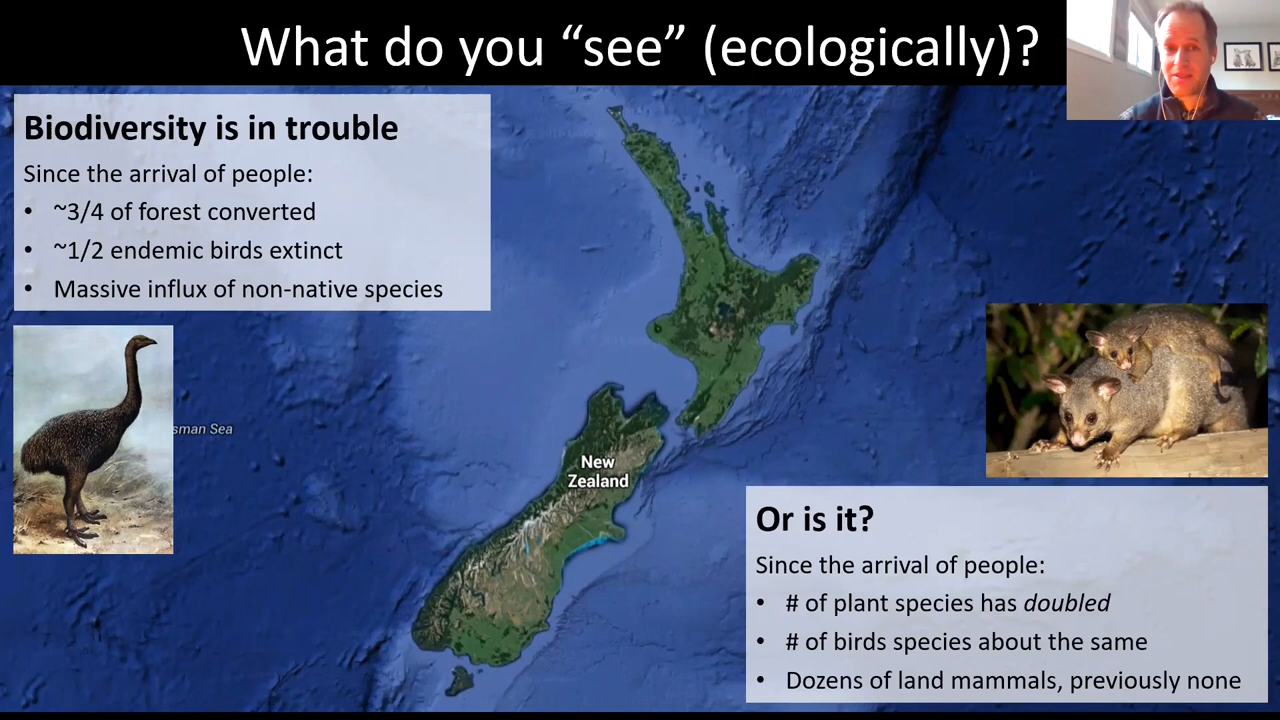 What do you “see” (ecologically)?
Biodiversity is in trouble
Since the arrival of people:
• ~3/4 of forest converted
• ~1/2 endemic birds extinct
• Massive influx of non-native species
sman Sea
New
Zealand
Or is it?
Since the arrival of people:
• # of plant species has doubled
• # of birds species about the same
• Dozens of land mammals, previously none